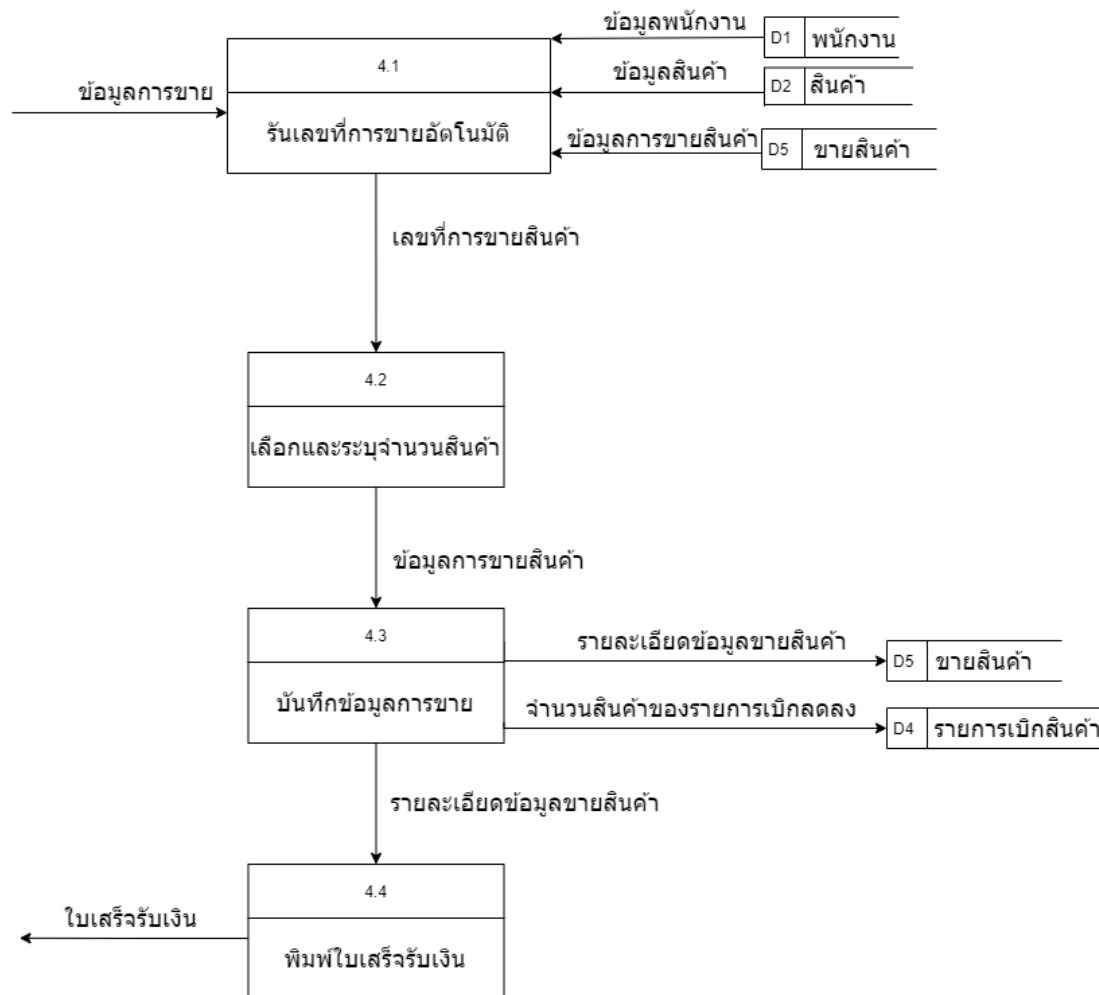 ข้อมูลพนักงาน
D1 พนักงาน
4.1
ข้อมูลสินค้า
D2 สินค้า
ข้อมูลการขาย
รันเลขที่การขายอัตโนมัติ
ข้อมูลการขายสินค้า
D5 ขายสินค้า
เลขที่การขายสินค้า
4.2
เลือกและระบุจำนวนสินค้า
ข้อมูลการขายสินค้า
4.3
รายละเอียดข้อมูลขายสินค้า
D5 ขายสินค้า
บันทึกข้อมูลการขาย
จำนวนสินค้าของรายการเบิกลดลง
D4 รายการเบิกสินค้า
รายละเอียดข้อมูลขายสินค้า
4.4
ใบเสร็จรับเงิน
พิมพ์ใบเสร็จรับเงิน